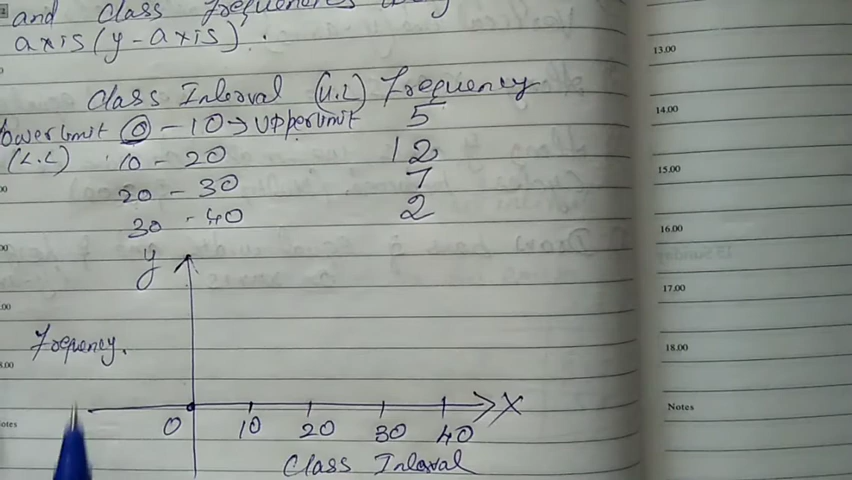 and class frequencies
axis (y-axis).
Class Interval (U.L) Frequency
Lower limit 0 - 10 → Upper limit 5
(L.L) 10 - 20 12
20 - 30 7
30 - 40 2
y
Frequency.
0 10 20 30 40 X
Class Interval
13.00
14.00
15.00
16.00
17.00
18.00
Notes